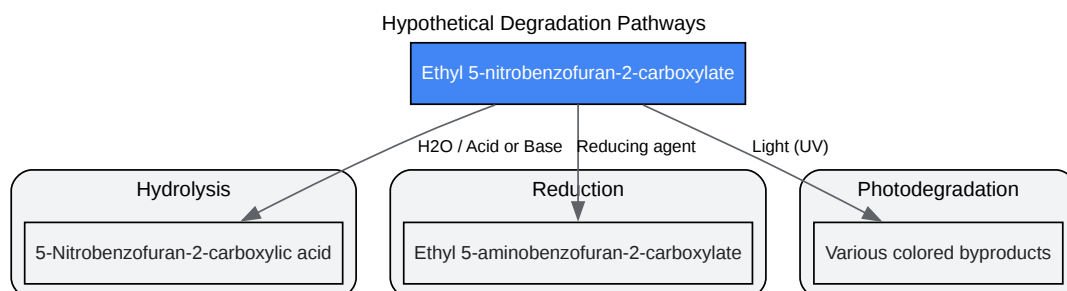 Hypothetical Degradation Pathways
Ethyl 5-nitrobenzofuran-2-carboxylate
H2O / Acid or Base
Reducing agent
Light (UV)
Hydrolysis
Reduction
Photodegradation
5-Nitrobenzofuran-2-carboxylic acid
Ethyl 5-aminobenzofuran-2-carboxylate
Various colored byproducts